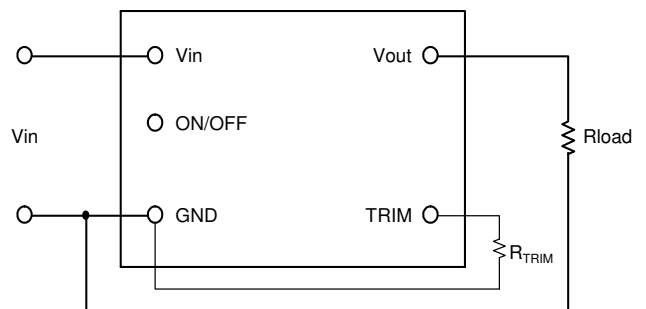 Vin Vout
ON/OFF
Vin
Rload
GND TRIM
RTRIM